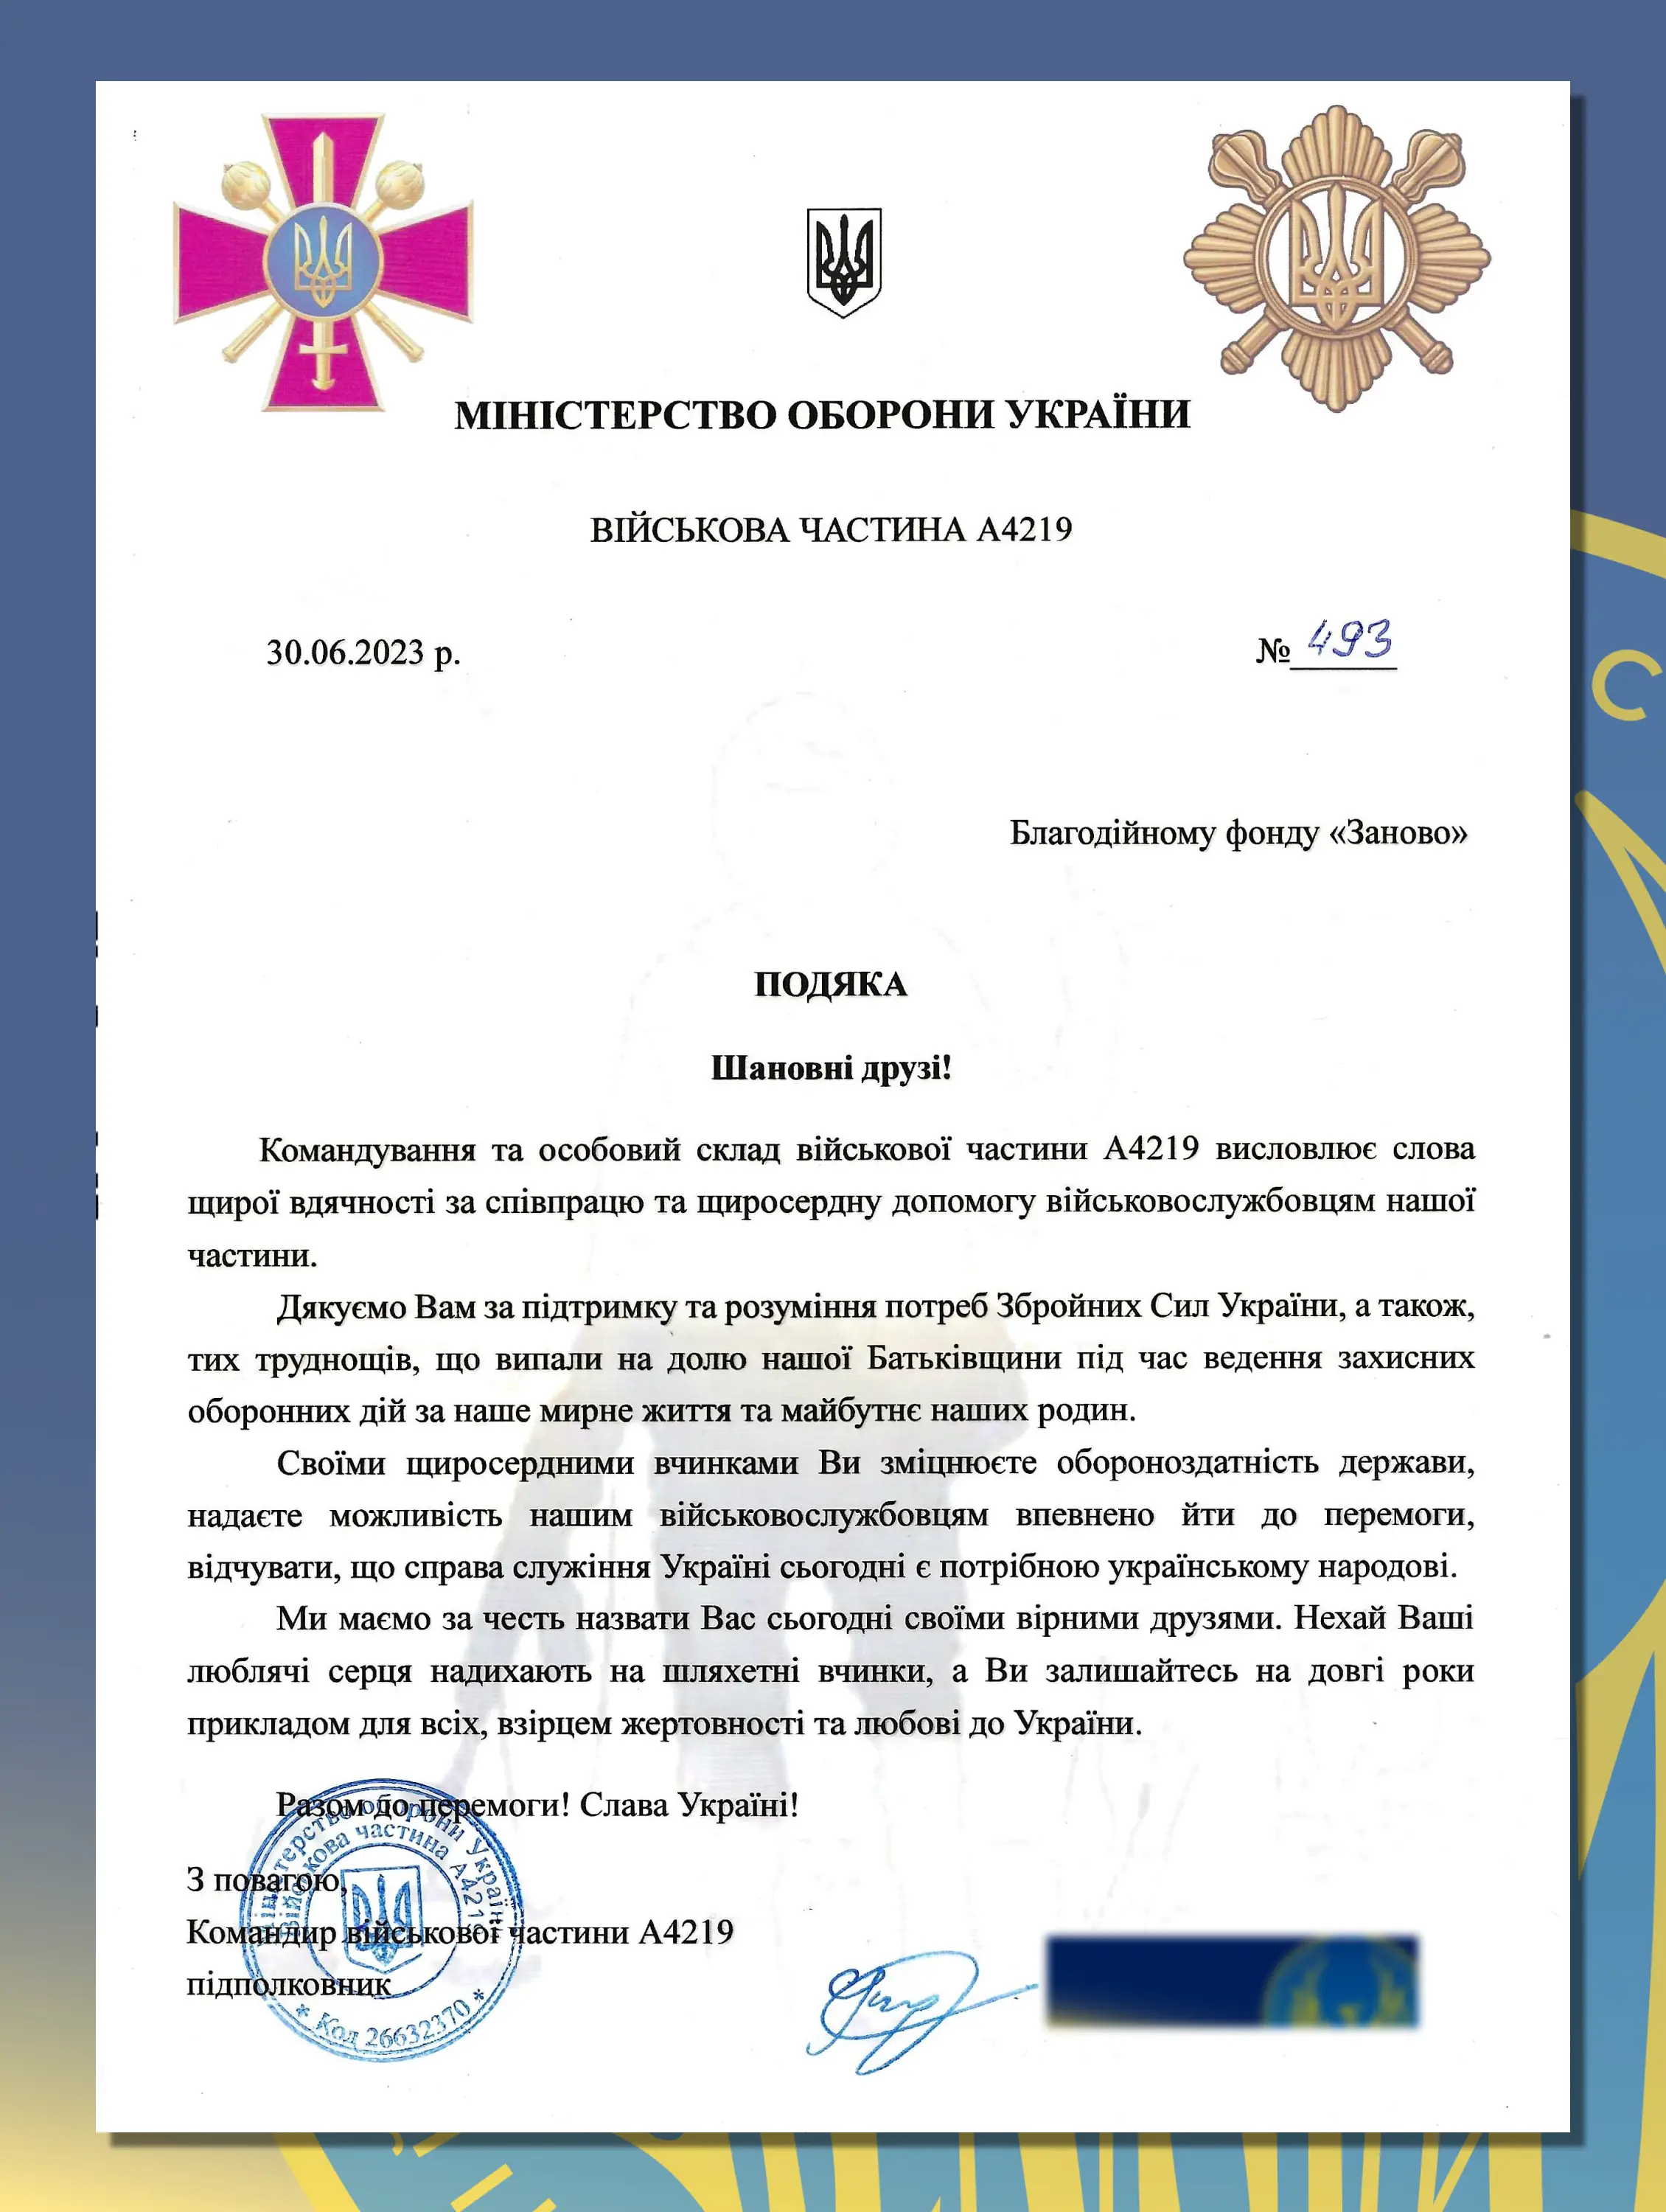 МІНІСТЕРСТВО ОБОРОНИ УКРАЇНИ
ВІЙСЬКОВА ЧАСТИНА А4219
30.06.2023 р.
№ 493
Благодійному фонду «Заново»
ПОДЯКА
Шановні друзі!
Командування та особовий склад військової частини А4219 висловлює слова
щирої вдячності за співпрацю та щиросердну допомогу військовослужбовцям нашої
частини.
Дякуємо Вам за підтримку та розуміння потреб Збройних Сил України, а також,
тих труднощів, що випали на долю нашої Батьківщини під час ведення захисних
оборонних дій за наше мирне життя та майбутнє наших родин.
Своїми щиросердними вчинками Ви зміцнюєте обороноздатність держави,
надаєте можливість нашим військовослужбовцям впевнено йти до перемоги,
відчувати, що справа служіння Україні сьогодні є потрібною українському народові.
Ми маємо за честь назвати Вас сьогодні своїми вірними друзями. Нехай Ваші
люблячі серця надихають на шляхетні вчинки, а Ви залишайтесь на довгі роки
прикладом для всіх, взірцем жертовності та любові до України.
Разом до перемоги! Слава Україні!
З повагою,
Командир військової частини А4219
підполковник
Міністерство оборони України
Військова частина А4219
* Код 26632370 *